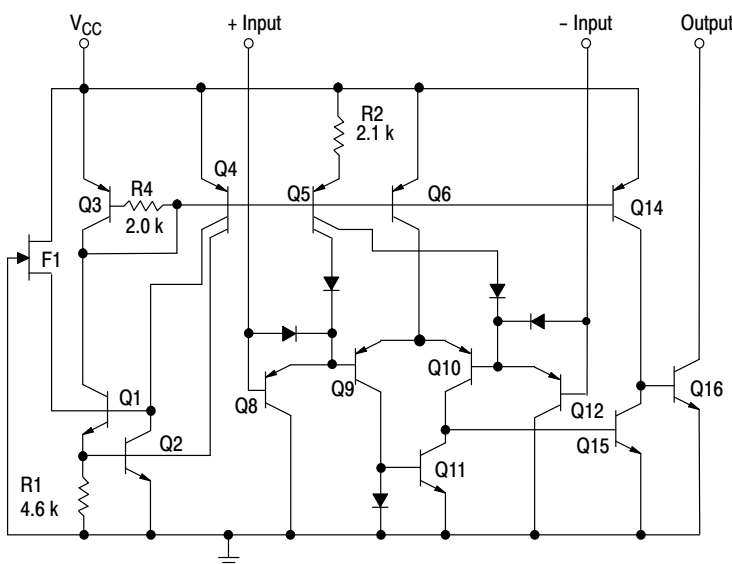 VCC
+ Input
– Input
Output
R2
2.1 k
Q4
Q3
R4
2.0 k
Q5
Q6
Q14
F1
Q1
Q8
Q9
Q10
Q12
Q16
Q2
Q11
Q15
R1
4.6 k